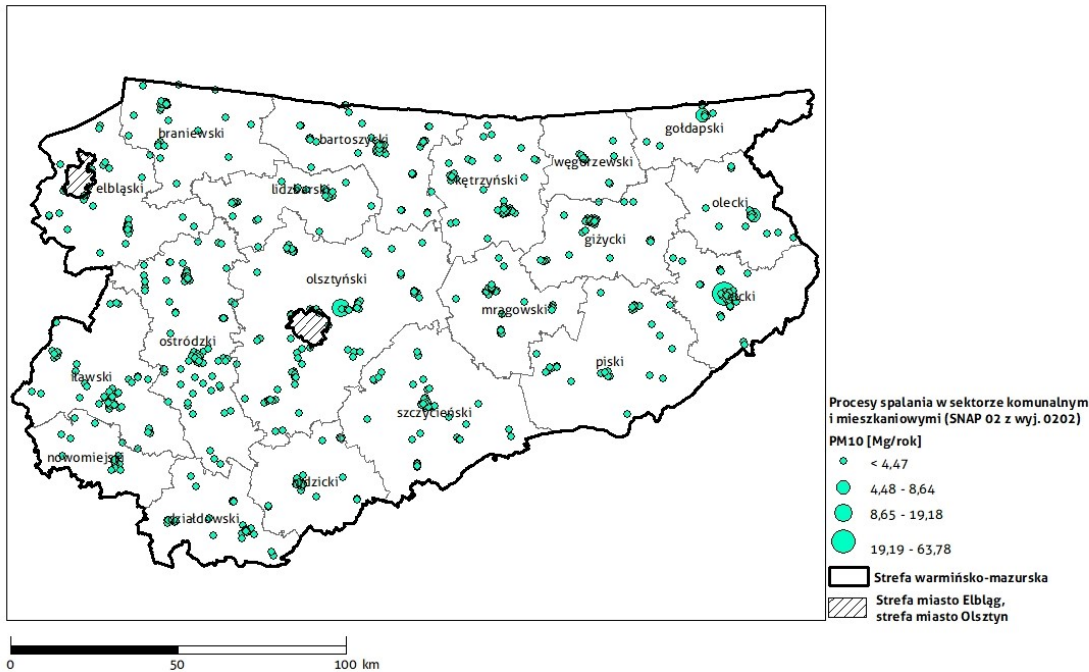 gołdapski
braniewski
bartoszycki
węgorzewski
kętrzyński
elbląski
lidzbarski
olecki
giżycki
olsztyński
ełcki
mrągowski
ostródzki
piski
iławski
szczycieński
nowomiejski
nidzicki
działdowski
Procesy spalania w sektorze komunalnym
i mieszkaniowymi (SNAP 02 z wyj. 0202)
PM10 [Mg/rok]
< 4,47
4,48 - 8,64
8,65 - 19,18
19,19 - 63,78
Strefa warmińsko-mazurska
Strefa miasto Elbląg,
strefa miasto Olsztyn
0 50 100 km